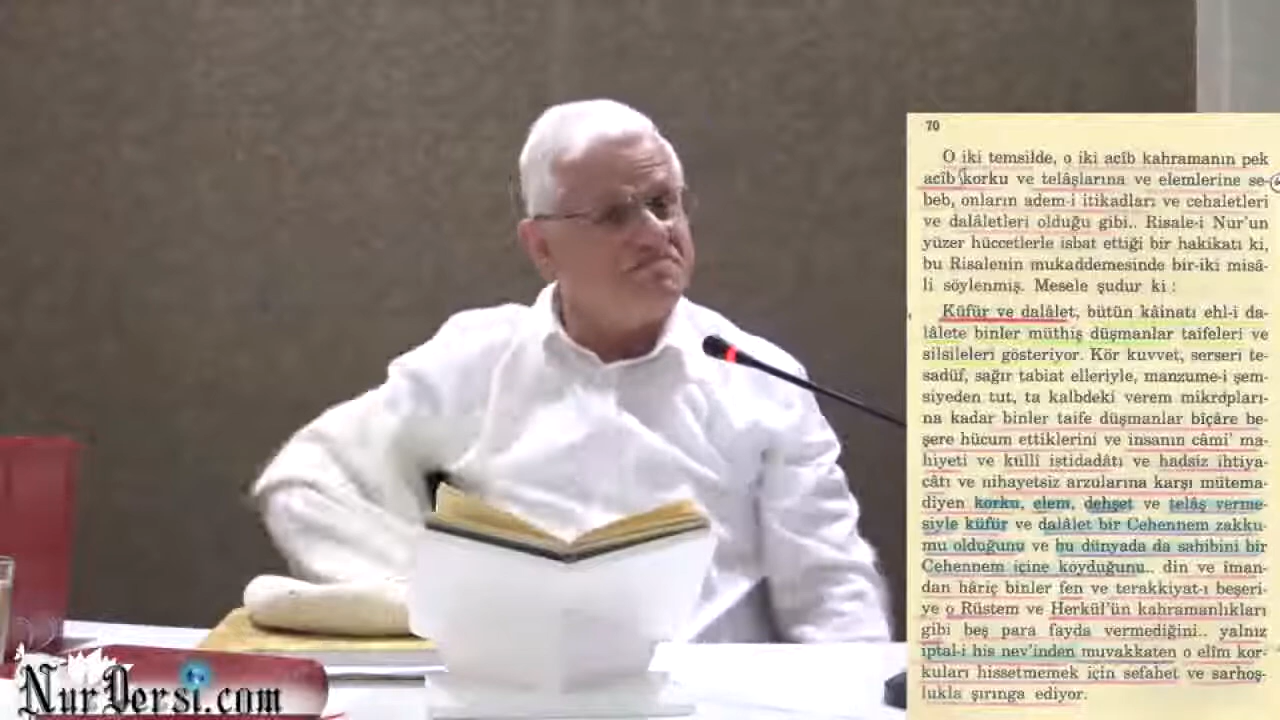 70
O iki temsilde, o iki acîb kahramanın pek
acîb korku ve telâşlarına ve elemlerine se-
beb, onların adem-i itikadları ve cehaletleri
ve dalâletleri olduğu gibi.. Risale-i Nur'un
yüzer hüccetlerle isbat ettiği bir hakikatı ki,
bu Risalenin mukaddemesinde bir-iki misâ-
li söylenmiş. Mesele şudur ki :
Küfür ve dalâlet, bütün kâinatı ehl-i da-
lâlete binler müthiş düşmanlar taifeleri ve
silsileleri gösteriyor. Kör kuvvet, serseri te-
sadüf, sağır tabiat elleriyle, manzume-i şem-
siyeden tut, ta kalbdeki verem mikropları-
na kadar binler taife düşmanlar bîçâre be-
şere hücum ettiklerini ve insanın câmi' ma-
hiyeti ve küllî istidadâtı ve hadsiz ihtiya-
câtı ve nihayetsiz arzularına karşı mütema-
diyen korku, elem, dehşet ve telâş verme-
siyle küfür ve dalâlet bir Cehennem zakku-
mu olduğunu ve bu dünyada da sahibini bir
Cehennem içine koyduğunu.. din ve iman-
dan hâriç binler fen ve terakkiyat-ı beşeri-
ye o Rüstem ve Herkül'ün kahramanlıkları
gibi beş para fayda vermediğini.. yalnız
iptal-i his nev'inden muvakkaten o elîm kor-
kuları hissetmemek için sefahet ve sarhoş-
lukla şırınga ediyor.
NurDersi.com